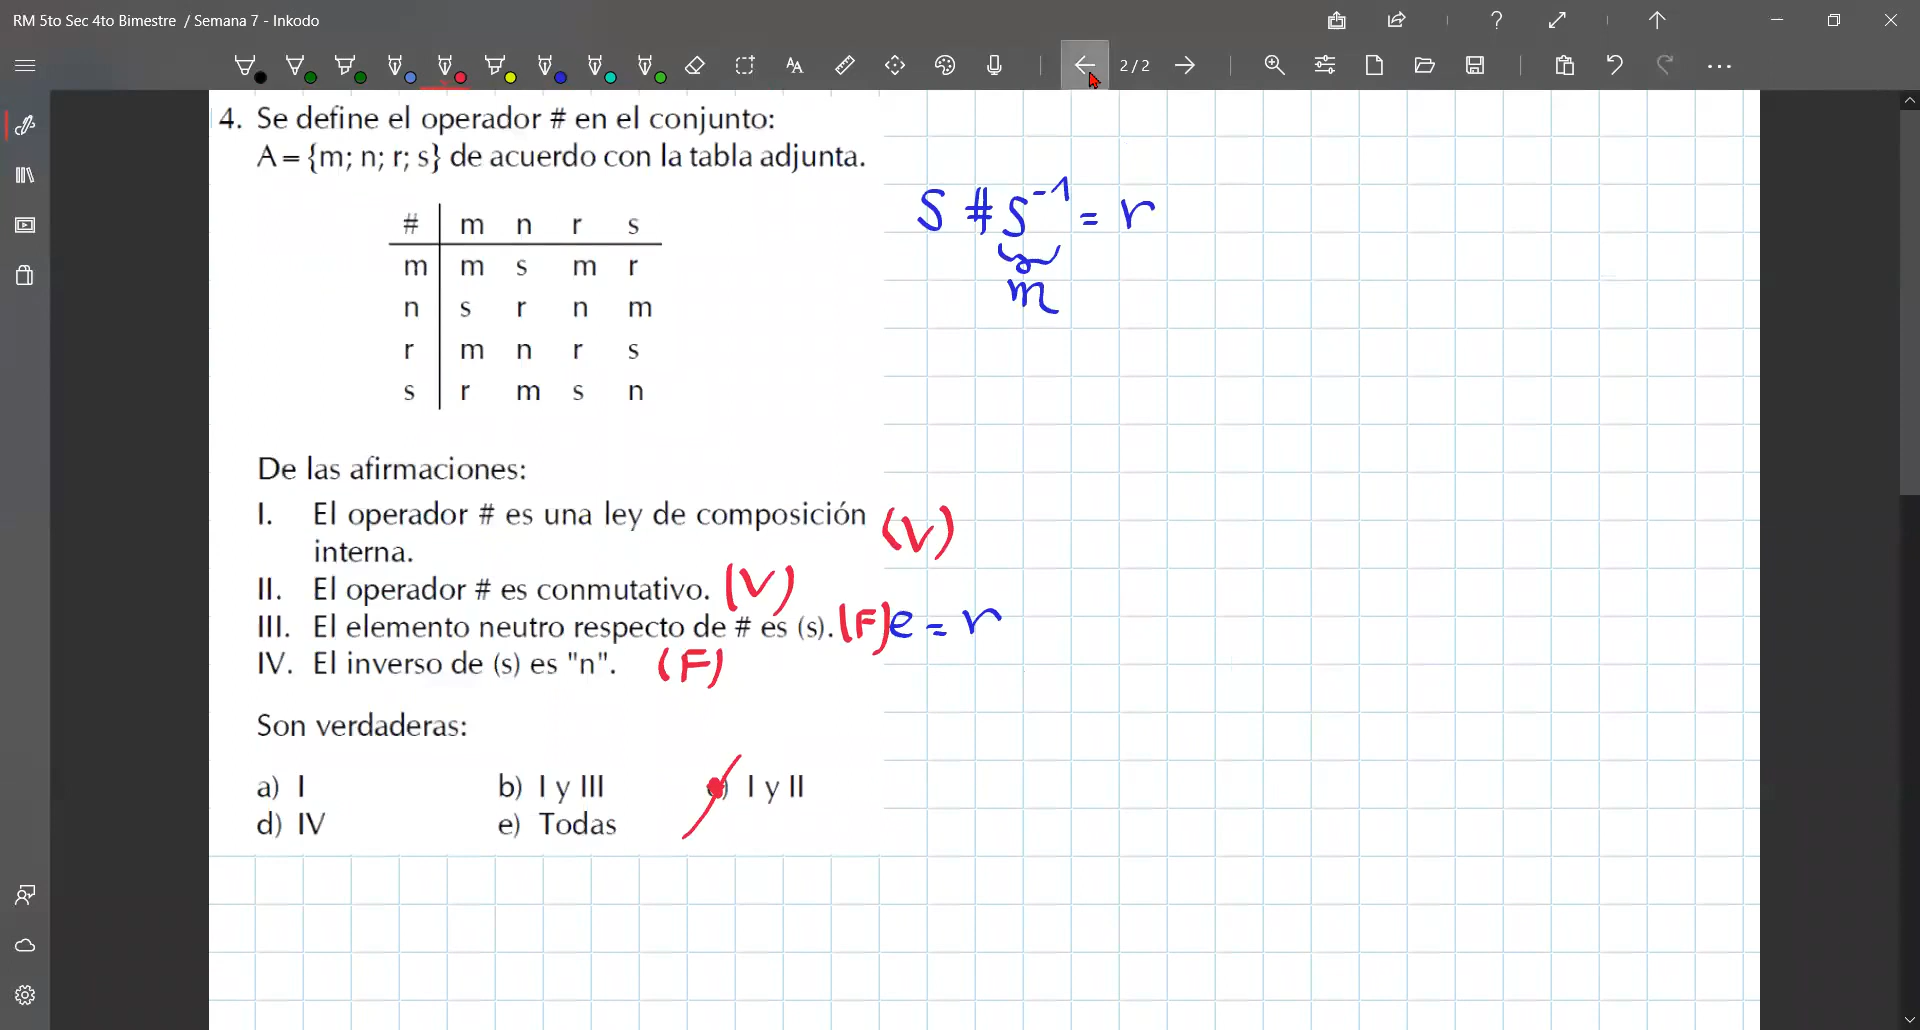 RM 5to Sec 4to Bimestre / Semana 7 - Inkodo
2 / 2
4. Se define el operador # en el conjunto:
A = {m; n; r; s} de acuerdo con la tabla adjunta.
# m n r s
m m s m r
n s r n m
r m n r s
s r m s n
S # S⁻¹ = r
m
De las afirmaciones:
I. El operador # es una ley de composición
interna. (V)
II. El operador # es conmutativo. (V)
III. El elemento neutro respecto de # es (s). (F) e = r
IV. El inverso de (s) es "n". (F)
Son verdaderas:
a) I b) I y III ) I y II
d) IV e) Todas